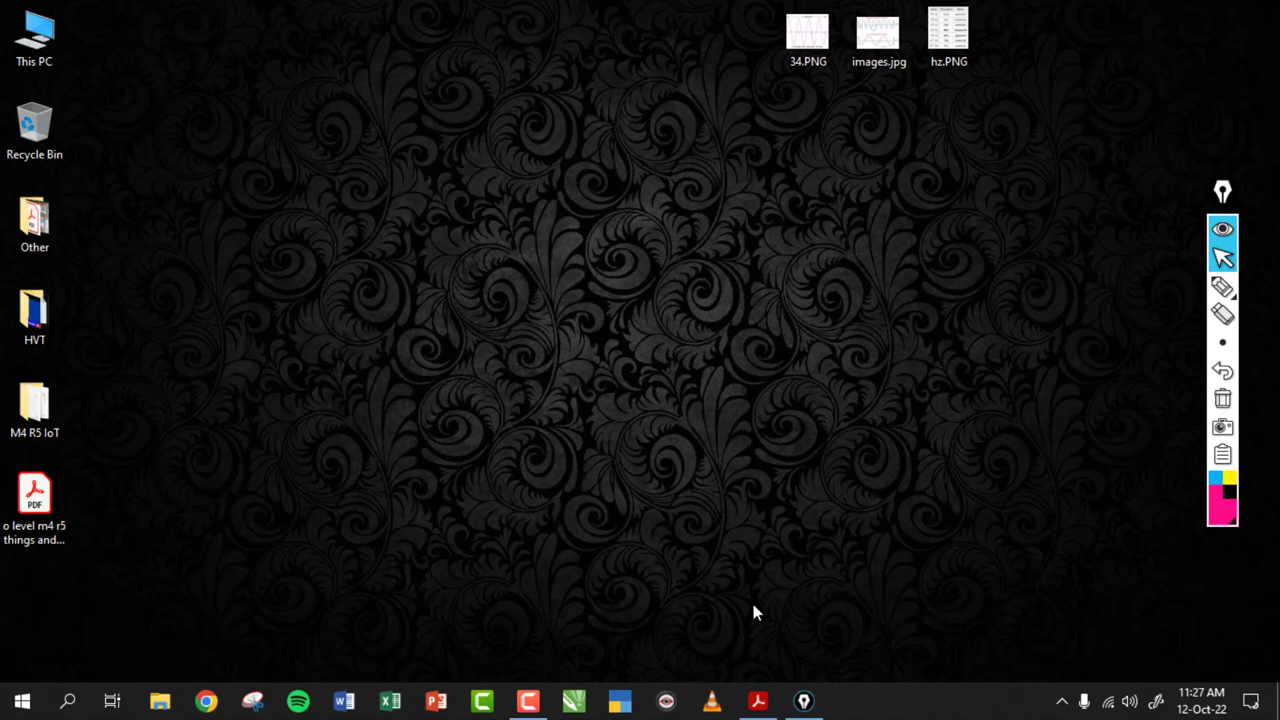 This PC
Recycle Bin
Other
HVT
M4 R5 IoT
PDF
o level m4 r5
things and...
34.PNG
images.jpg
hz.PNG
11:27 AM
12-Oct-22